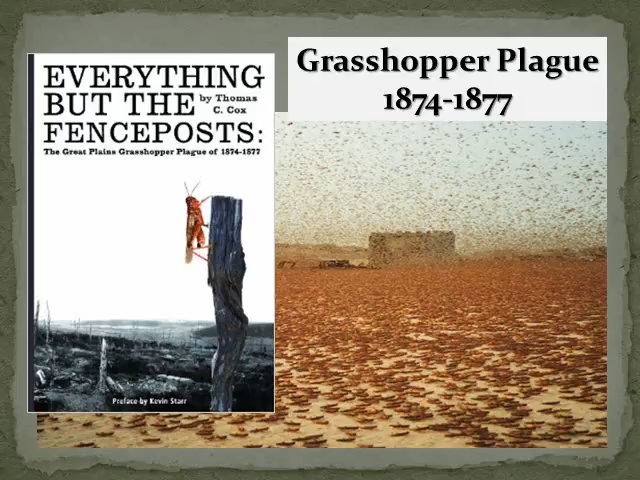 Grasshopper Plague
1874-1877
EVERYTHING
BUT THE by Thomas
C. Cox
FENCEPOSTS:
The Great Plains Grasshopper Plague of 1874-1877
Preface by Kevin Starr